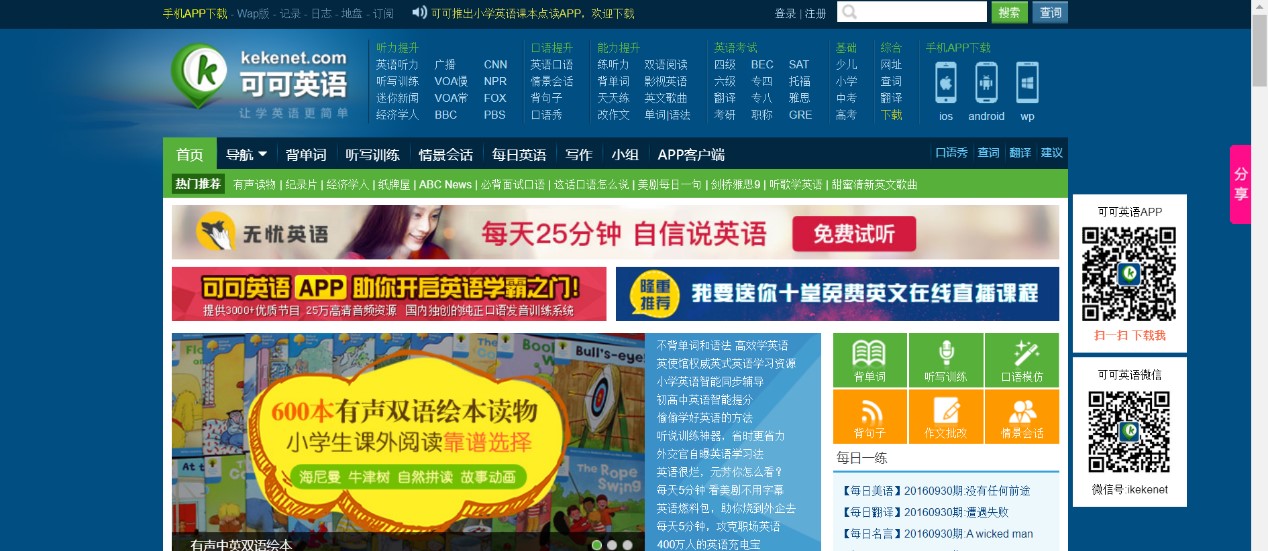 手机APP下载 - Wap版 - 记录 - 日志 - 地盘 - 订阅
可可推出小学英语课本点读APP，欢迎下载
登录 | 注册
搜索
查词
kekenet.com
可可英语
让学英语更简单
听力提升
英语听力 广播 CNN
听写训练 VOA慢 NPR
迷你新闻 VOA常 FOX
经济学人 BBC PBS
口语提升
英语口语
情景会话
背句子
口语秀
能力提升
练听力 双语阅读
背单词 影视英语
天天练 英文歌曲
改作文 单词|语法
英语考试
四级 BEC SAT
六级 专四 托福
翻译 专八 雅思
考研 职称 GRE
基础
少儿
小学
中考
高考
综合
网址
查词
翻译
下载
手机APP下载
ios android wp
首页 导航 背单词 听写训练 情景会话 每日英语 写作 小组 APP客户端
口语秀 查词 翻译 建议
热门推荐 有声读物 | 纪录片 | 经济学人 | 纸牌屋 | ABC News | 必背面试口语 | 这话口语怎么说 | 美剧每日一句 | 剑桥雅思9 | 听歌学英语 | 甜蜜清新英文歌曲
无忧英语 每天25分钟 自信说英语 免费试听
可可英语 APP 助你开启英语学霸之门!
提供3000+优质节目 25万高清音频资源 国内独创的纯正口语发音训练系统
隆重
推荐
我要送你十堂免费英文在线直播课程
Bull's-eye!
600本有声双语绘本读物
小学生课外阅读靠谱选择
海尼曼 牛津树 自然拼读 故事动画
At t
The Rope
Swing
有声中英双语绘本
不背单词和语法 高效学英语
英使馆权威英式英语学习资源
小学英语智能同步辅导
初高中英语智能提分
偷偷学好英语的方法
听说训练神器，省时更省力
外交官自曝英语学习法
英语很烂，元芳你怎么看？
每天5分钟 看美剧不用字幕
英语燃料包，助你烧到外企去
每天5分钟，攻克职场英语
400万人的英语充电宝
背单词 听写训练 口语模仿
背句子 作文批改 情景会话
每日一练
【每日美语】20160930期:没有任何前途
【每日翻译】20160930期:遭遇失败
【每日名言】20160930期:A wicked man
分享
可可英语APP
扫一扫 下载我
可可英语微信
微信号:ikekenet